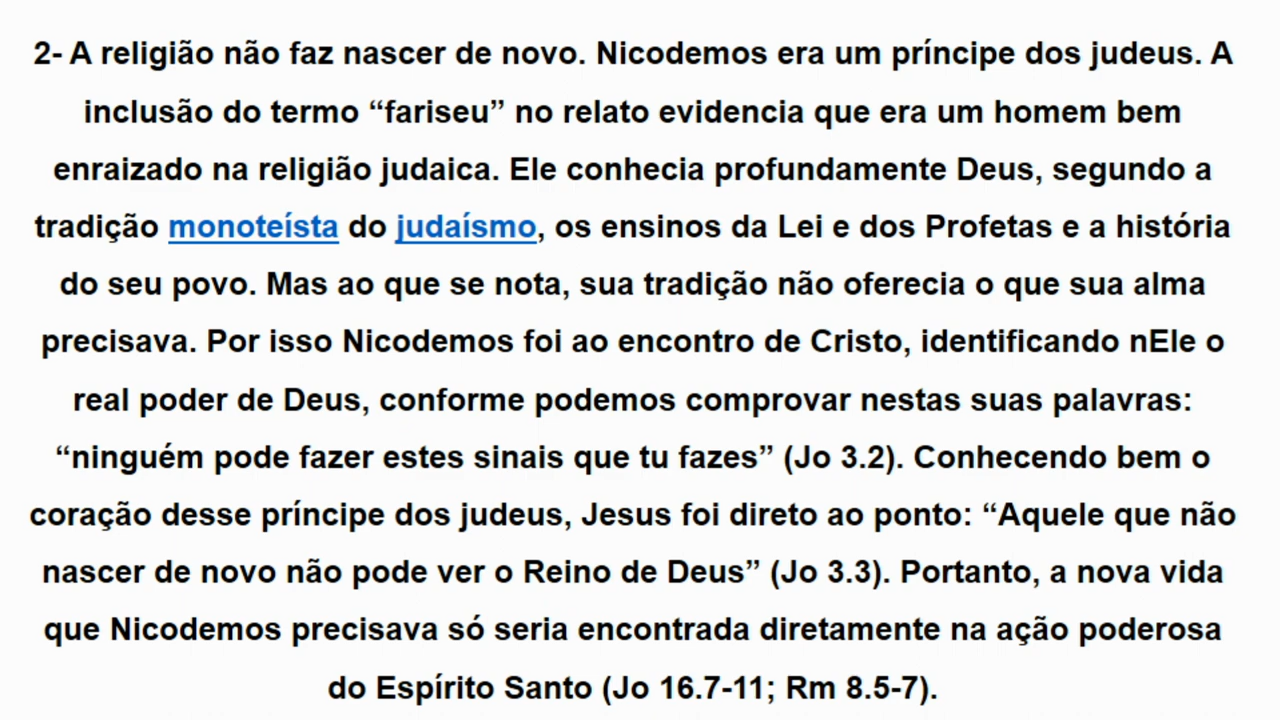 2- A religião não faz nascer de novo. Nicodemos era um príncipe dos judeus. A
inclusão do termo “fariseu” no relato evidencia que era um homem bem
enraizado na religião judaica. Ele conhecia profundamente Deus, segundo a
tradição monoteísta do judaísmo, os ensinos da Lei e dos Profetas e a história
do seu povo. Mas ao que se nota, sua tradição não oferecia o que sua alma
precisava. Por isso Nicodemos foi ao encontro de Cristo, identificando nEle o
real poder de Deus, conforme podemos comprovar nestas suas palavras:
“ninguém pode fazer estes sinais que tu fazes” (Jo 3.2). Conhecendo bem o
coração desse príncipe dos judeus, Jesus foi direto ao ponto: “Aquele que não
nascer de novo não pode ver o Reino de Deus” (Jo 3.3). Portanto, a nova vida
que Nicodemos precisava só seria encontrada diretamente na ação poderosa
do Espírito Santo (Jo 16.7-11; Rm 8.5-7).